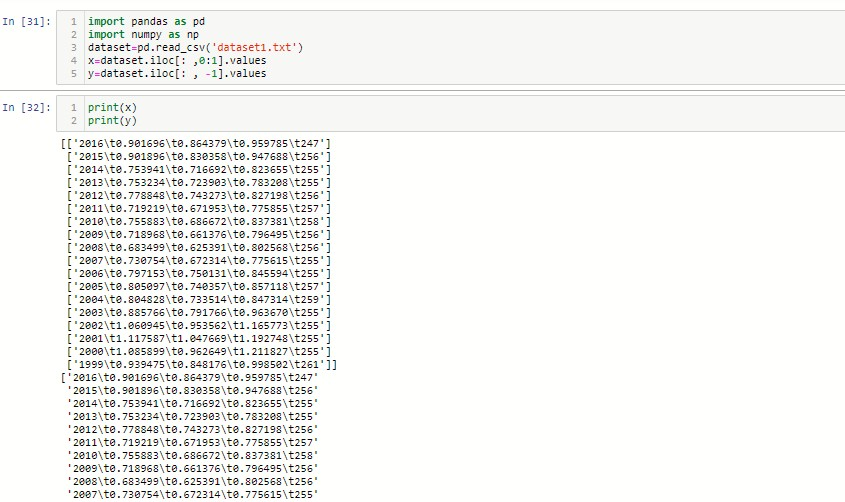 In [31]:
1 import pandas as pd
2 import numpy as np
3 dataset=pd.read_csv('dataset1.txt')
4 x=dataset.iloc[: ,0:1].values
5 y=dataset.iloc[: , -1].values
In [32]:
1 print(x)
2 print(y)
[['2016\t0.901696\t0.864379\t0.959785\t247']
['2015\t0.901896\t0.830358\t0.947688\t256']
['2014\t0.753941\t0.716692\t0.823655\t255']
['2013\t0.753234\t0.723903\t0.783208\t255']
['2012\t0.778848\t0.743273\t0.827198\t256']
['2011\t0.719219\t0.671953\t0.775855\t257']
['2010\t0.755883\t0.686672\t0.837381\t258']
['2009\t0.718968\t0.661376\t0.796495\t256']
['2008\t0.683499\t0.625391\t0.802568\t256']
['2007\t0.730754\t0.672314\t0.775615\t255']
['2006\t0.797153\t0.750131\t0.845594\t255']
['2005\t0.805097\t0.740357\t0.857118\t257']
['2004\t0.804828\t0.733514\t0.847314\t259']
['2003\t0.885766\t0.791766\t0.963670\t255']
['2002\t1.060945\t0.953562\t1.165773\t255']
['2001\t1.117587\t1.047669\t1.192748\t255']
['2000\t1.085899\t0.962649\t1.211827\t255']
['1999\t0.939475\t0.848176\t0.998502\t261']]
['2016\t0.901696\t0.864379\t0.959785\t247'
'2015\t0.901896\t0.830358\t0.947688\t256'
'2014\t0.753941\t0.716692\t0.823655\t255'
'2013\t0.753234\t0.723903\t0.783208\t255'
'2012\t0.778848\t0.743273\t0.827198\t256'
'2011\t0.719219\t0.671953\t0.775855\t257'
'2010\t0.755883\t0.686672\t0.837381\t258'
'2009\t0.718968\t0.661376\t0.796495\t256'
'2008\t0.683499\t0.625391\t0.802568\t256'
'2007\t0.730754\t0.672314\t0.775615\t255'